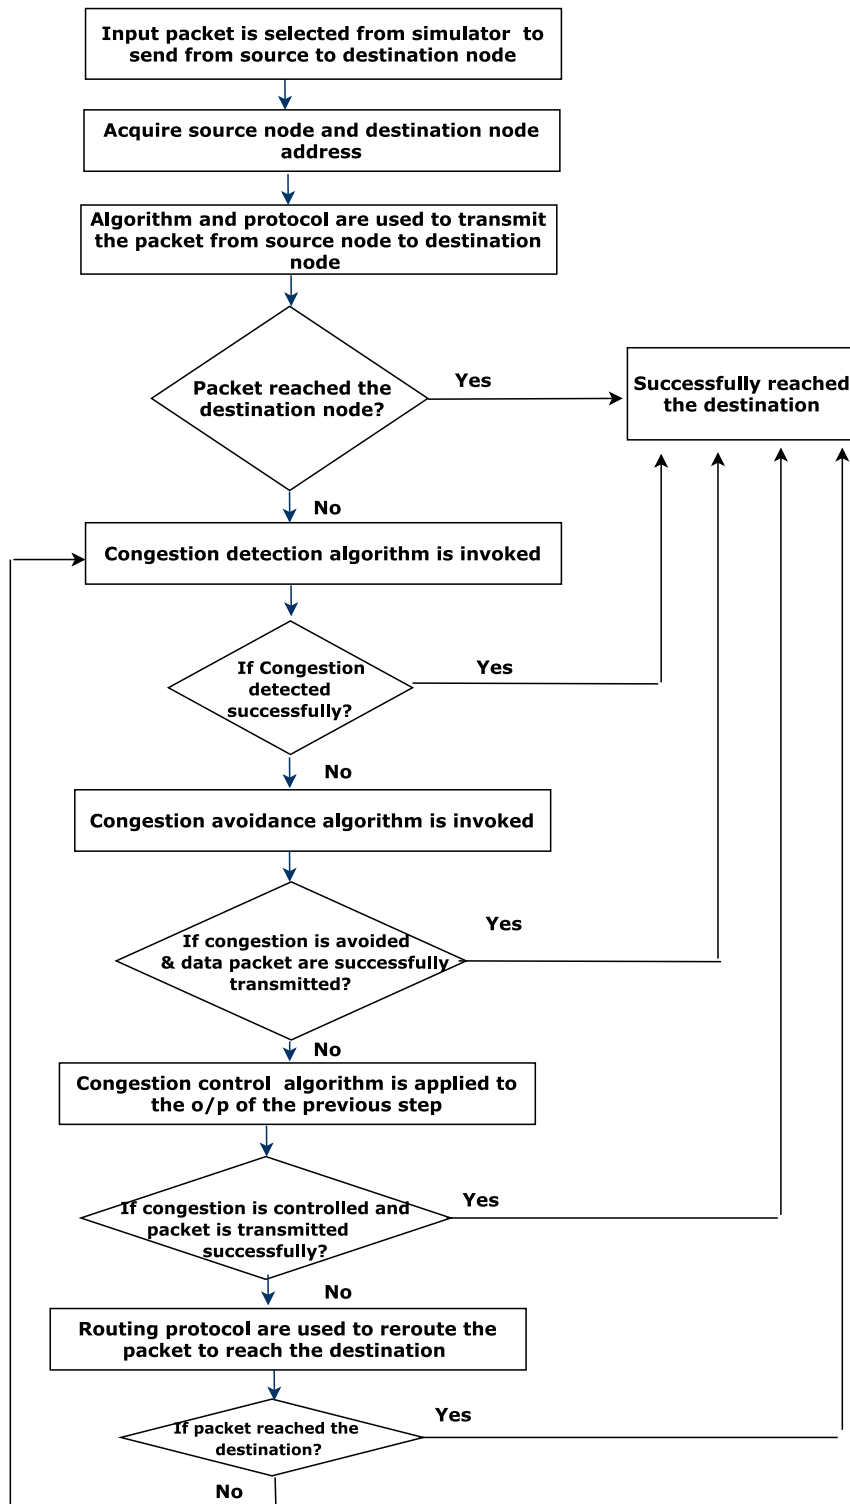 Input packet is selected from simulator to
send from source to destination node
Acquire source node and destination node
address
Algorithm and protocol are used to transmit
the packet from source node to destination
node
Packet reached the
destination node?
Yes
Successfully reached
the destination
No
Congestion detection algorithm is invoked
If Congestion
detected
successfully?
Yes
No
Congestion avoidance algorithm is invoked
If congestion is avoided
& data packet are successfully
transmitted?
Yes
No
Congestion control algorithm is applied to
the o/p of the previous step
If congestion is controlled and
packet is transmitted
successfully?
Yes
No
Routing protocol are used to reroute the
packet to reach the destination
If packet reached the
destination?
Yes
No